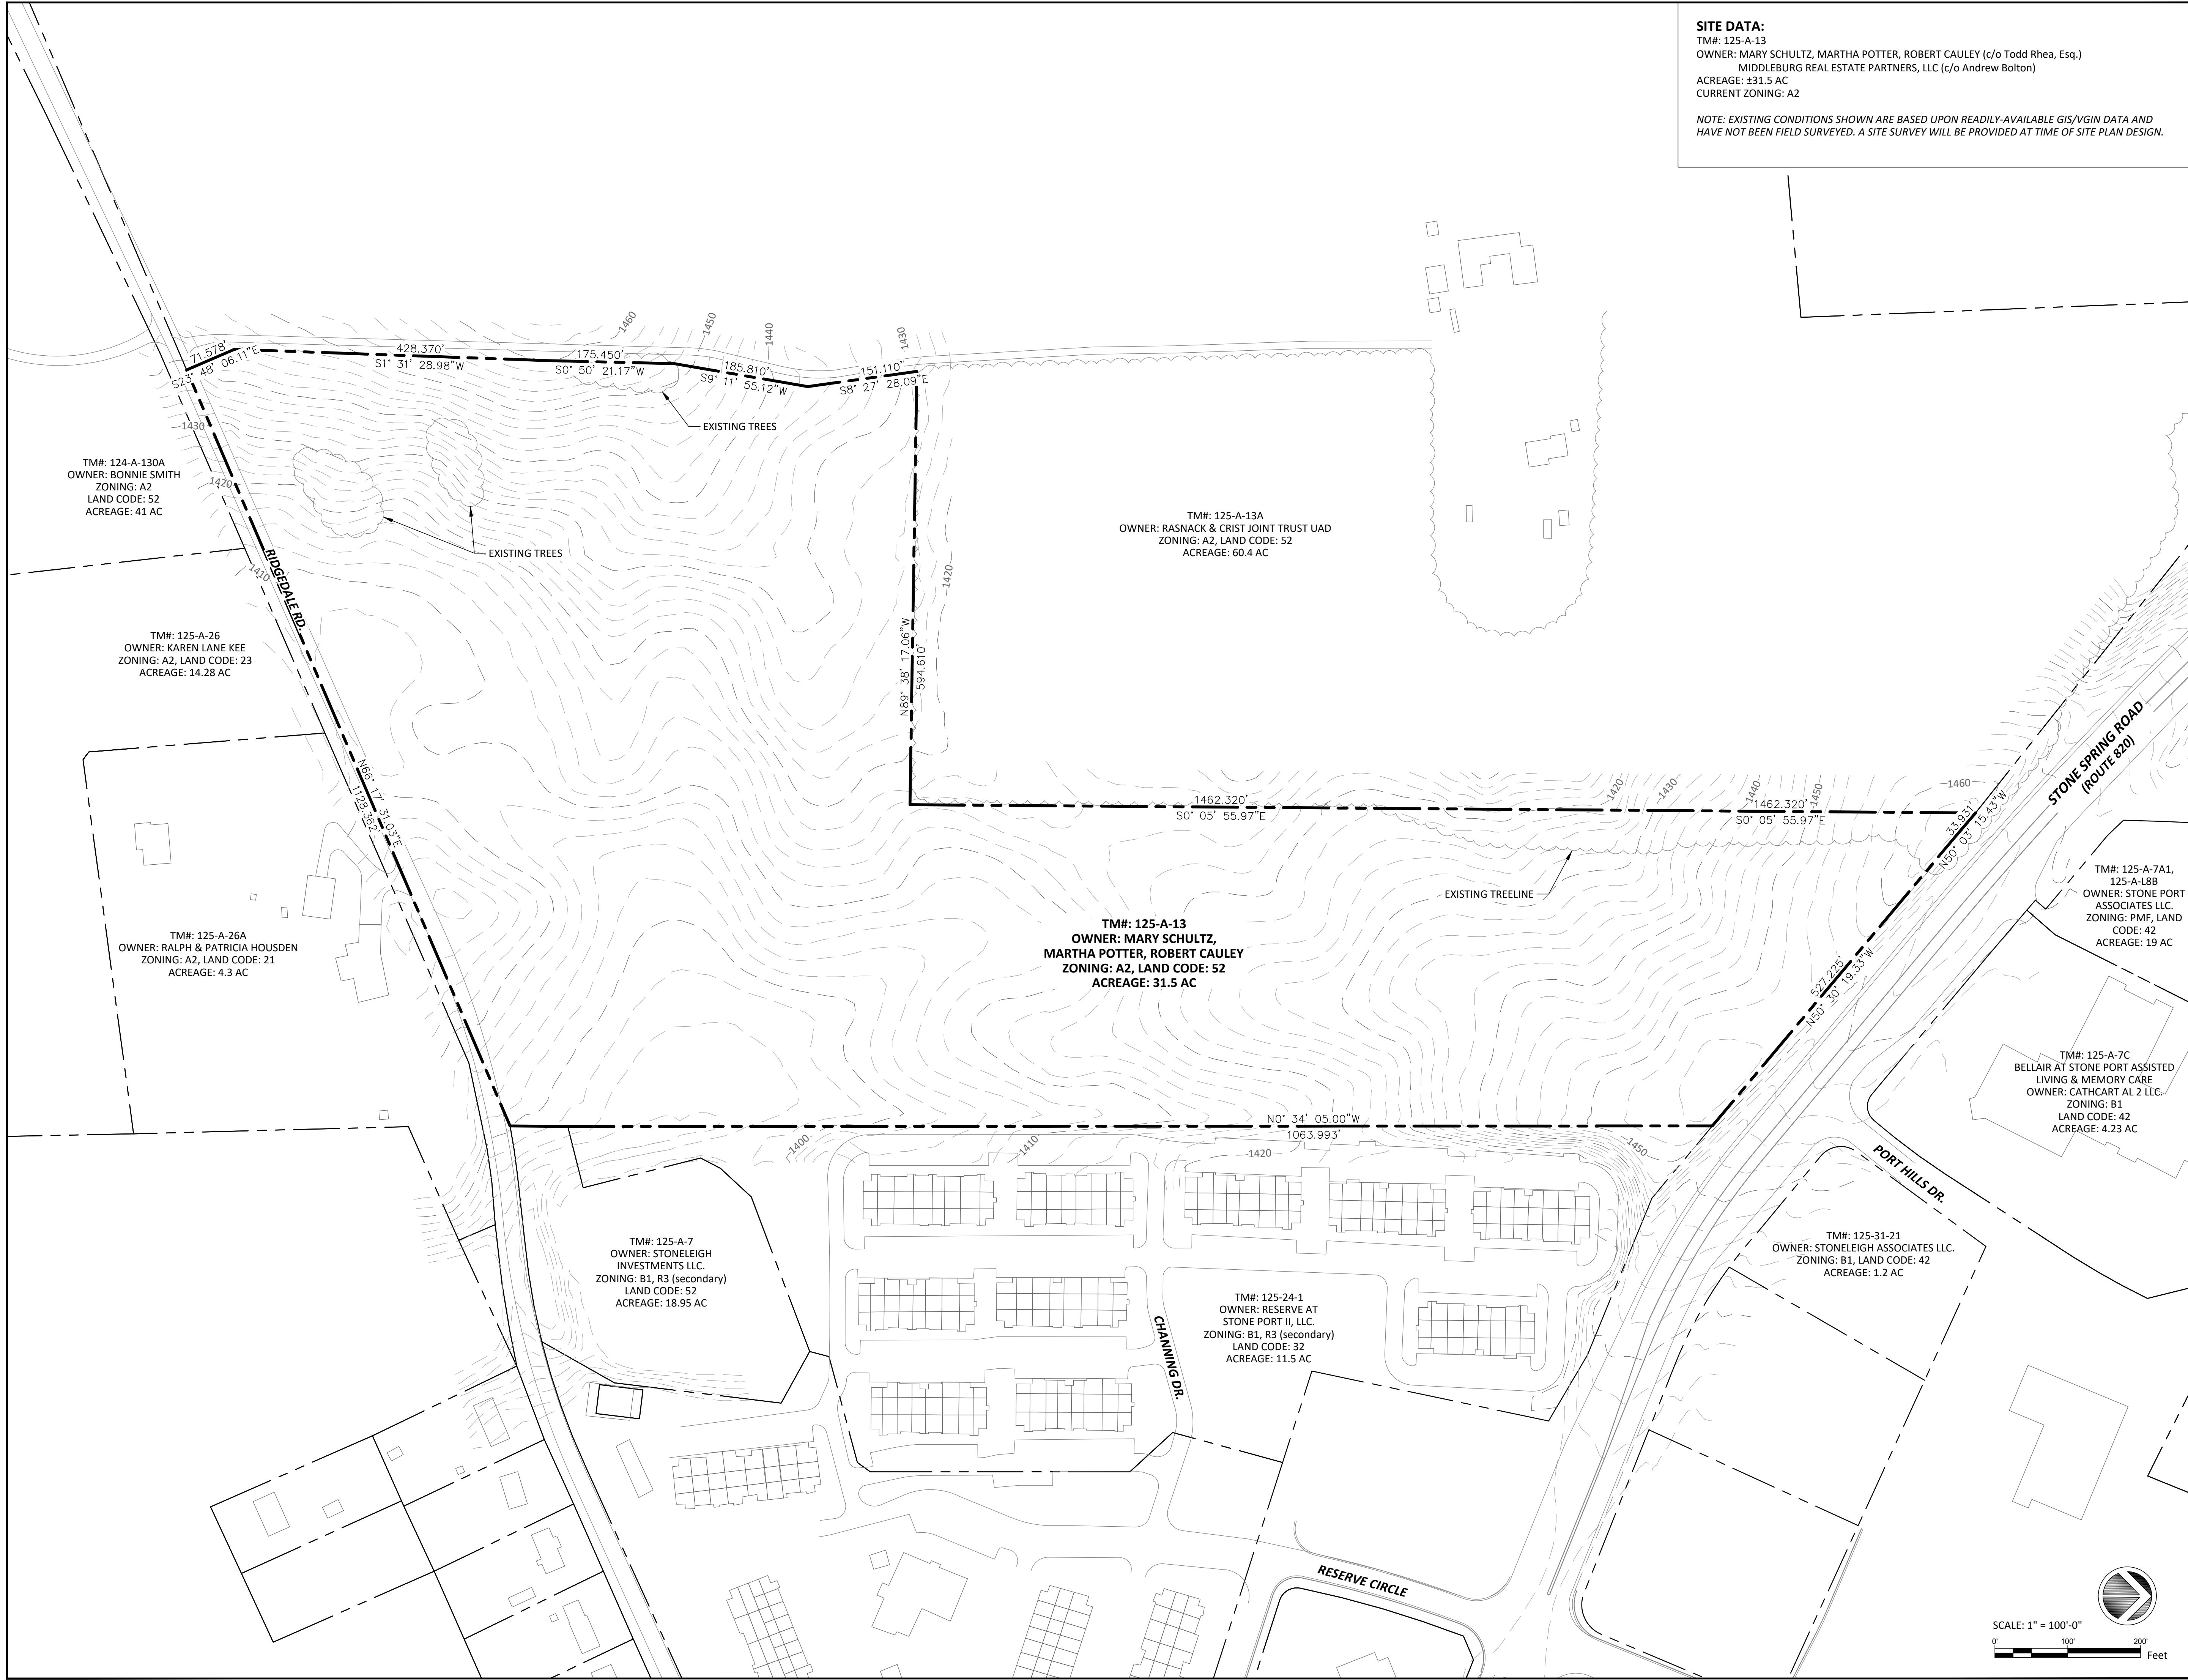 SITE DATA:
TM#: 125-A-13
OWNER: MARY SCHULTZ, MARTHA POTTER, ROBERT CAULEY (c/o Todd Rhea, Esq.)
MIDDLEBURG REAL ESTATE PARTNERS, LLC (c/o Andrew Bolton)
ACREAGE: ±31.5 AC
CURRENT ZONING: A2
NOTE: EXISTING CONDITIONS SHOWN ARE BASED UPON READILY-AVAILABLE GIS/VGIN DATA AND
HAVE NOT BEEN FIELD SURVEYED. A SITE SURVEY WILL BE PROVIDED AT TIME OF SITE PLAN DESIGN.
1460
1450
1440
1430
71.578'
S23° 48' 06.11"E
428.370'
S1° 31' 28.98"W
175.450'
S0° 50' 21.17"W
185.810'
S9° 11' 55.12"W
151.110'
S8° 27' 28.09"E
EXISTING TREES
1430
1420
1410
EXISTING TREES
TM#: 124-A-130A
OWNER: BONNIE SMITH
ZONING: A2
LAND CODE: 52
ACREAGE: 41 AC
RIDGEDALE RD.
1420
TM#: 125-A-13A
OWNER: RASNACK & CRIST JOINT TRUST UAD
ZONING: A2, LAND CODE: 52
ACREAGE: 60.4 AC
TM#: 125-A-26
OWNER: KAREN LANE KEE
ZONING: A2, LAND CODE: 23
ACREAGE: 14.28 AC
N89° 38' 17.06"W
594.610'
N66° 17' 31.03"E
1128.362'
1462.320'
S0° 05' 55.97"E
1420
1430
1440
1450
1460
1462.320'
S0° 05' 55.97"E
33.931'
N50° 03' 15.43"W
STONE SPRING ROAD
(ROUTE 820)
EXISTING TREELINE
TM#: 125-A-7A1,
125-A-L8B
OWNER: STONE PORT
ASSOCIATES LLC.
ZONING: PMF, LAND
CODE: 42
ACREAGE: 19 AC
TM#: 125-A-26A
OWNER: RALPH & PATRICIA HOUSDEN
ZONING: A2, LAND CODE: 21
ACREAGE: 4.3 AC
TM#: 125-A-13
OWNER: MARY SCHULTZ,
MARTHA POTTER, ROBERT CAULEY
ZONING: A2, LAND CODE: 52
ACREAGE: 31.5 AC
527.225'
N50° 30' 19.33"W
TM#: 125-A-7C
BELLAIR AT STONE PORT ASSISTED
LIVING & MEMORY CARE
OWNER: CATHCART AL 2 LLC.
ZONING: B1
LAND CODE: 42
ACREAGE: 4.23 AC
N0° 34' 05.00"W
1063.993'
1400
1410
1420
1450
PORT HILLS DR.
TM#: 125-A-7
OWNER: STONELEIGH
INVESTMENTS LLC.
ZONING: B1, R3 (secondary)
LAND CODE: 52
ACREAGE: 18.95 AC
TM#: 125-31-21
OWNER: STONELEIGH ASSOCIATES LLC.
ZONING: B1, LAND CODE: 42
ACREAGE: 1.2 AC
CHANNING DR.
TM#: 125-24-1
OWNER: RESERVE AT
STONE PORT II, LLC.
ZONING: B1, R3 (secondary)
LAND CODE: 32
ACREAGE: 11.5 AC
RESERVE CIRCLE
SCALE: 1" = 100'-0"
0' 100' 200'
Feet